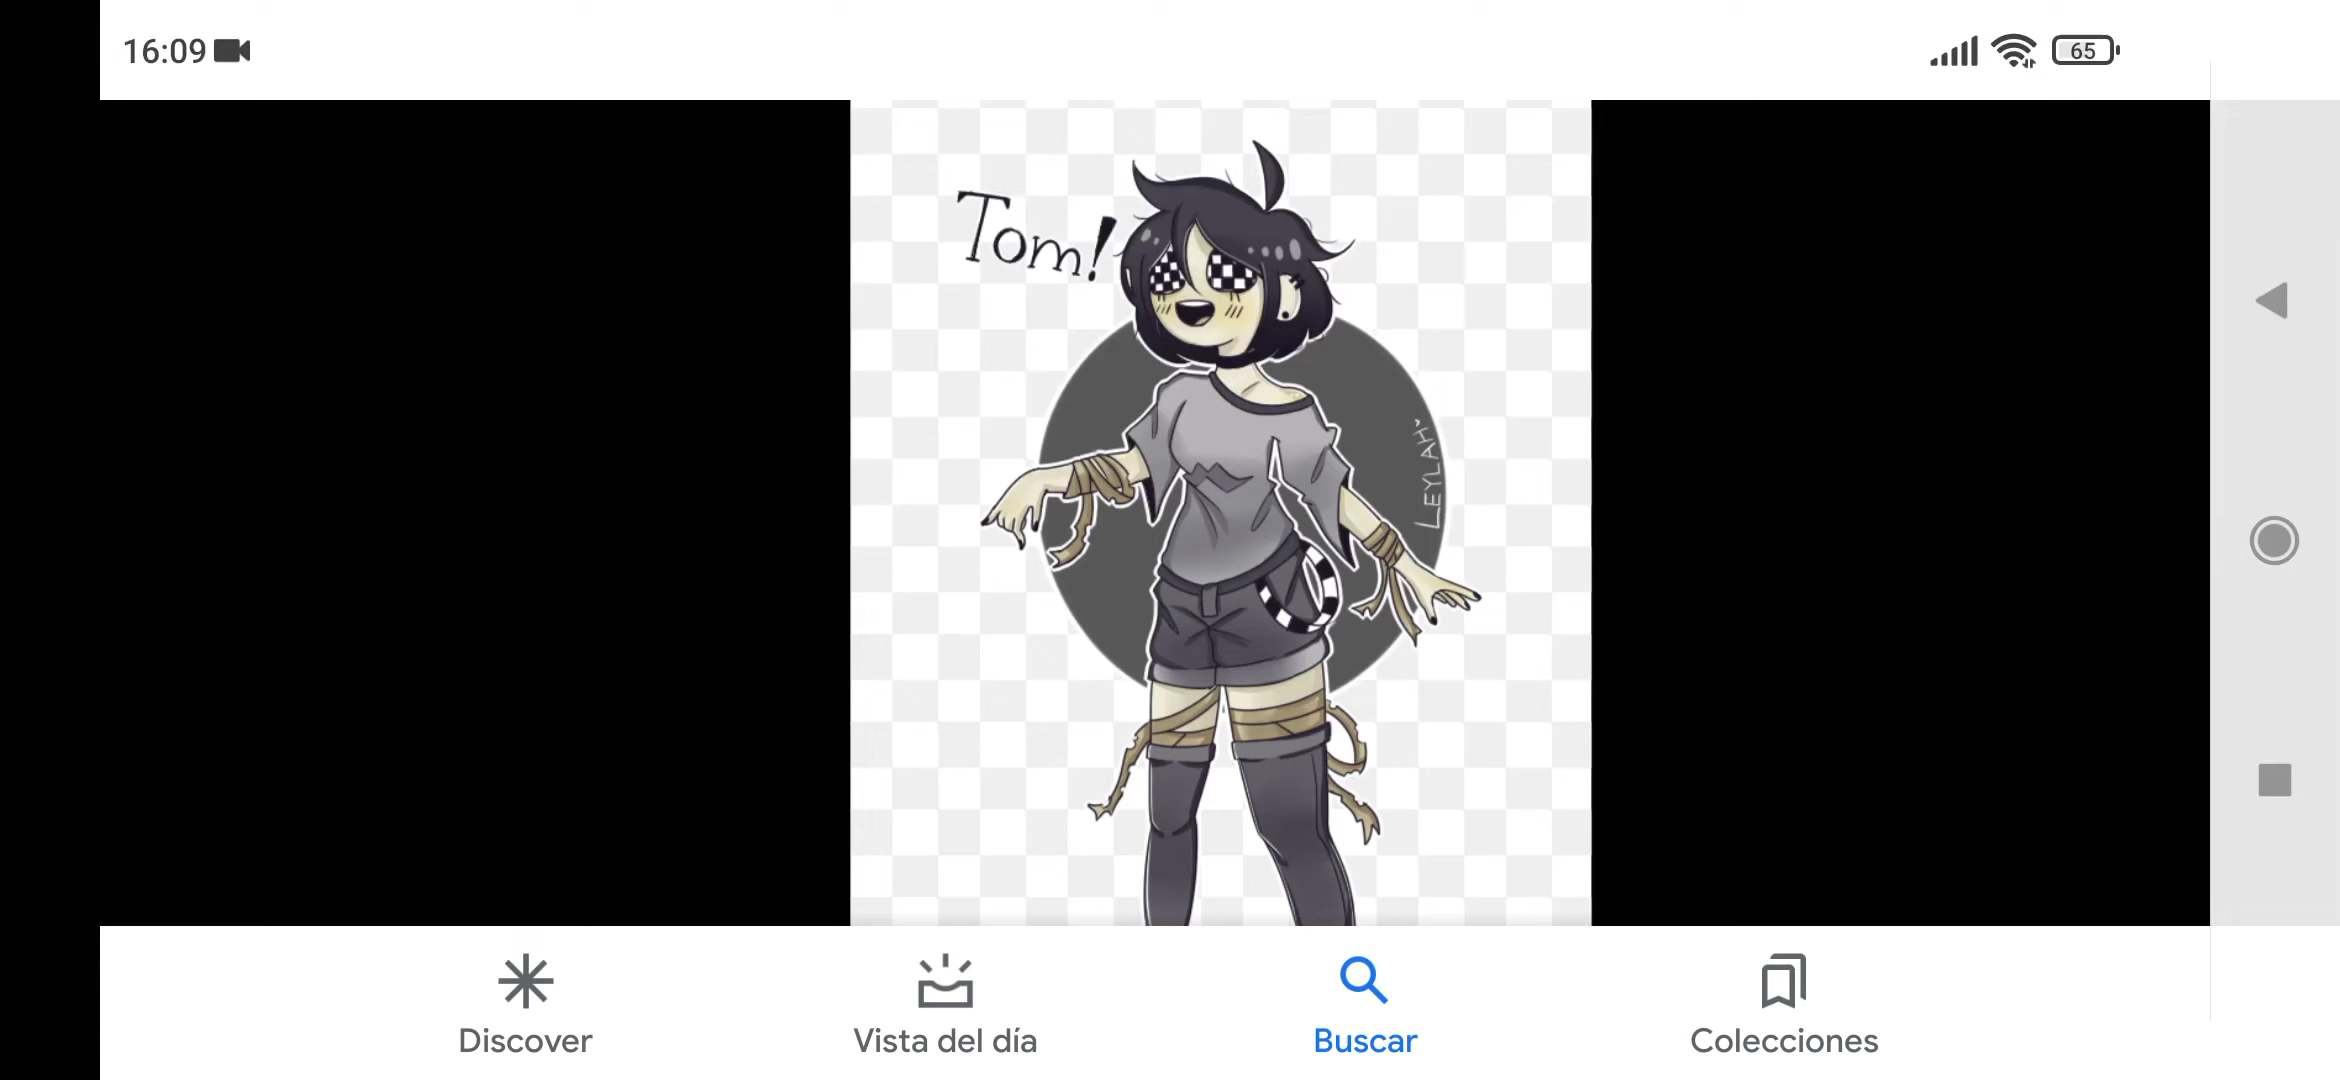 16:09
65
Tom!
LEYLAH
Discover
Vista del día
Buscar
Colecciones